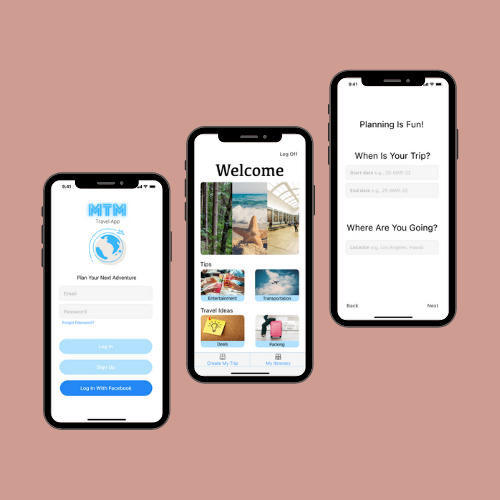 9:41
MTM
Travel App
Plan Your Next Adventure
Email
Password
Forgot Password?
Log In
Sign Up
Log In With Facebook
Log Off
Welcome
Tips
Entertainment
Transportation
Travel Ideas
Deals
Packing
Create My Trip
My Itinerary
9:41
Planning Is Fun!
When Is Your Trip?
Start date e.g., 25-MAR-22
End date e.g., 29-MAR-22
Where Are You Going?
Location e.g., Los Angeles, Hawaii
Back
Next